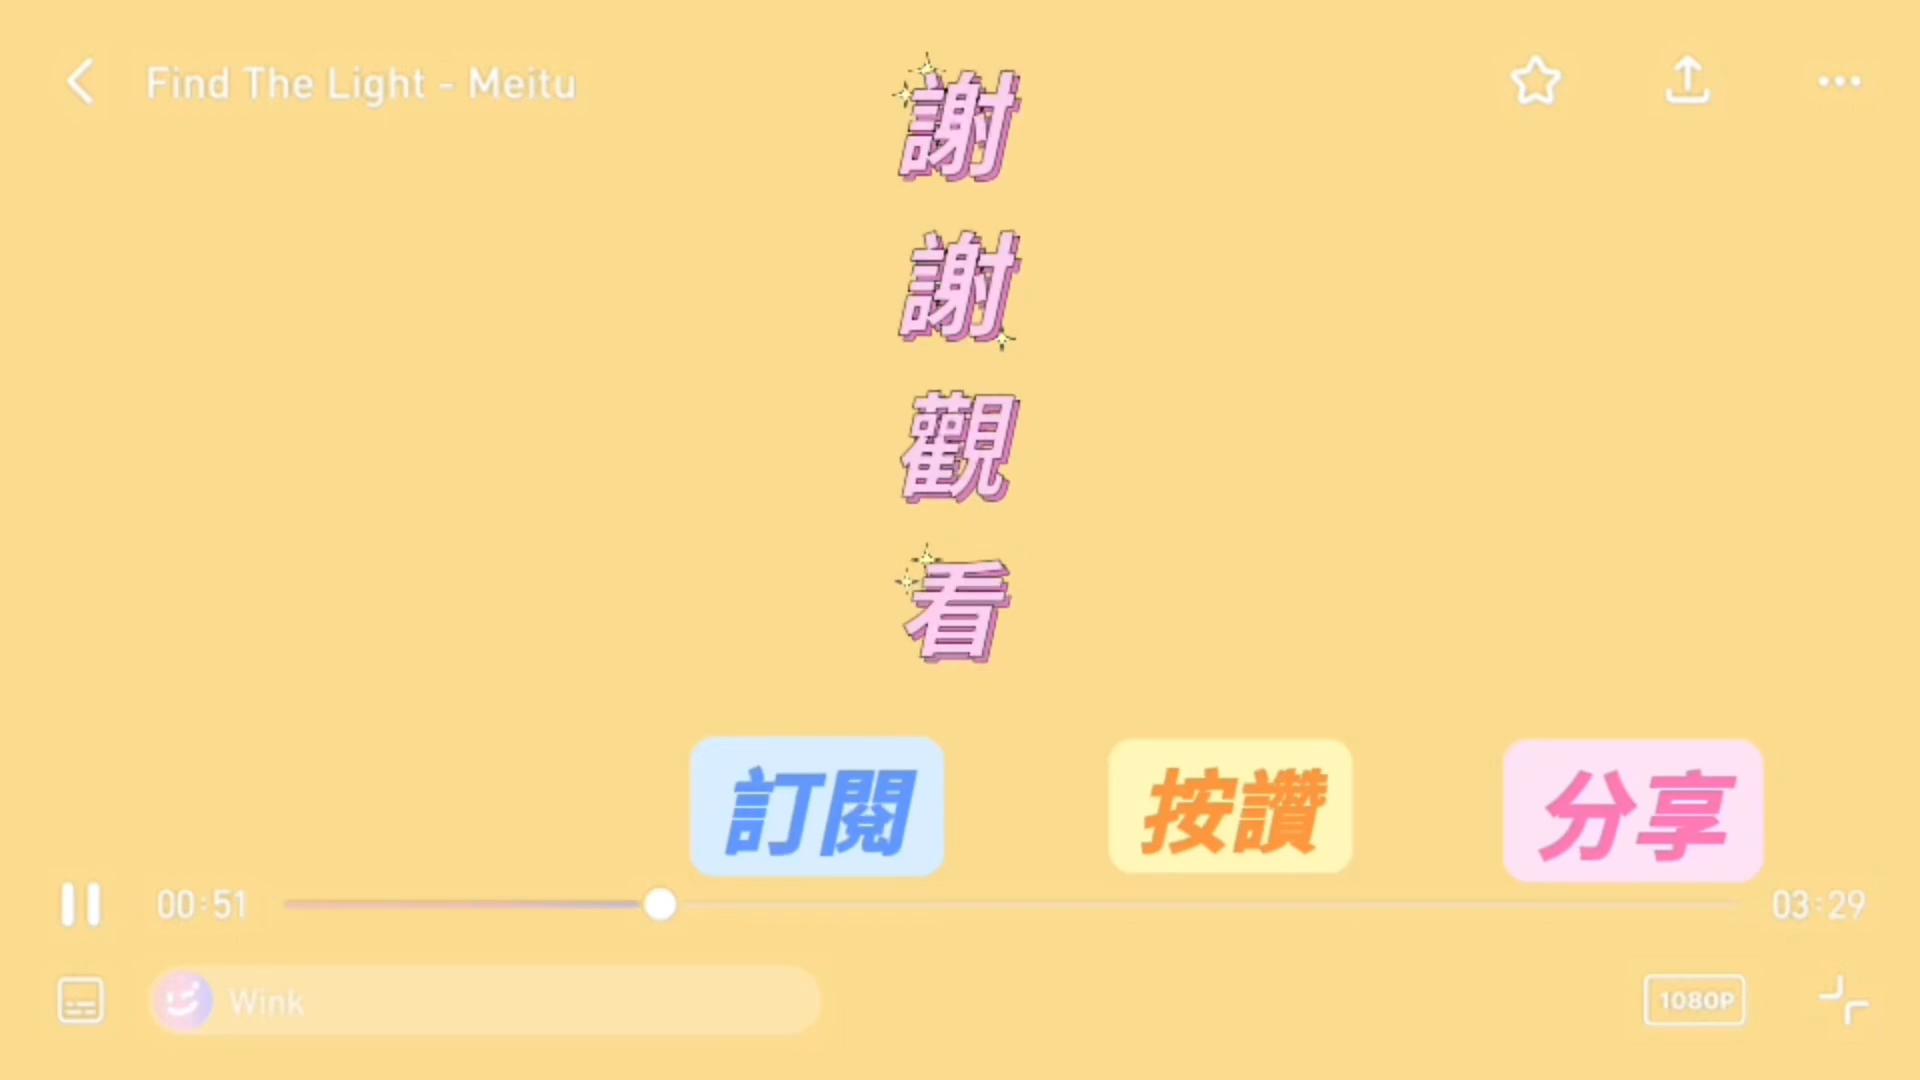 Find The Light - Meitu
謝
謝
觀
看
訂閱
按讚
分享
00:51
03:29
Wink
1080P